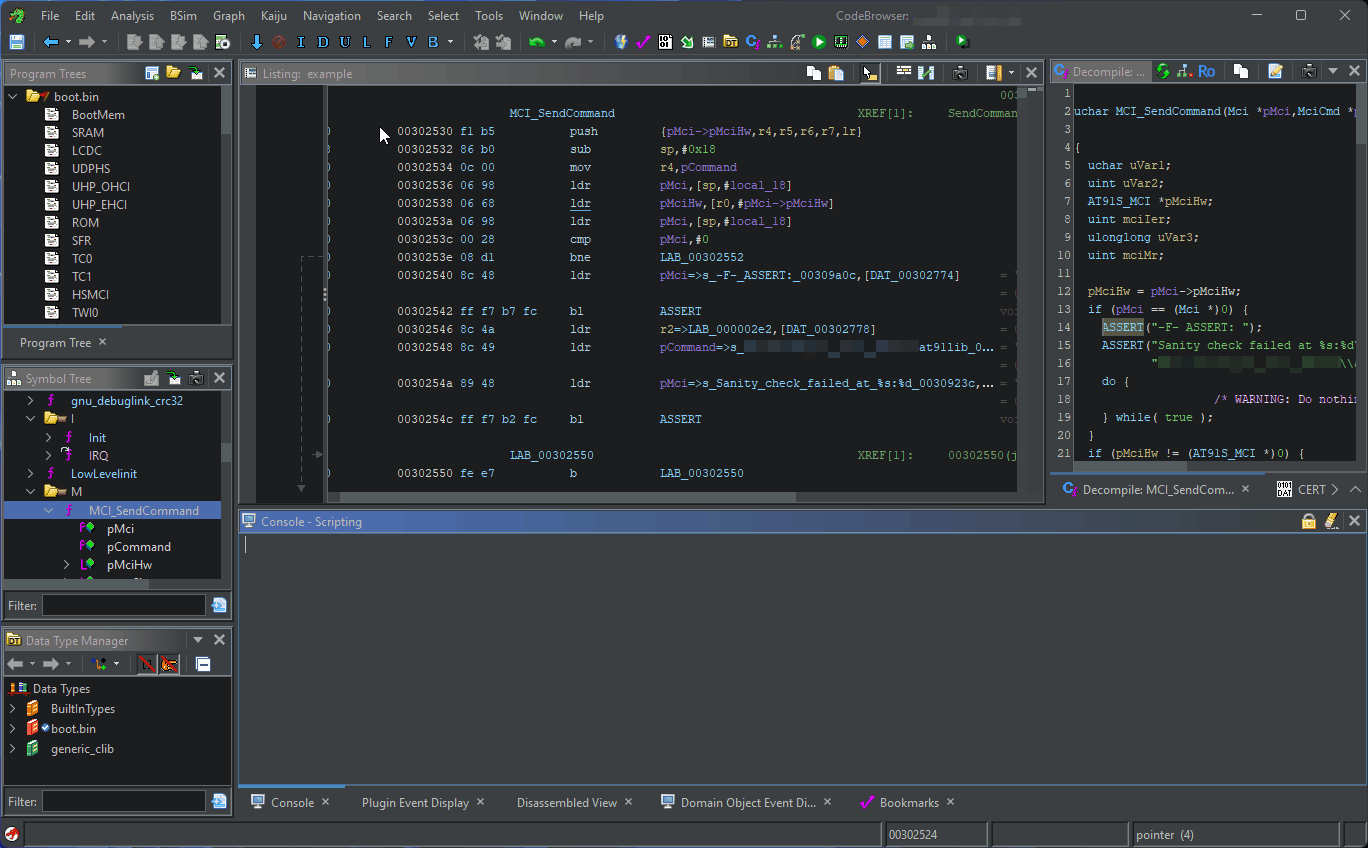 File Edit Analysis BSim Graph Kaiju Navigation Search Select Tools Window Help
CodeBrowser:
I D U L F V B
Program Trees
boot.bin
BootMem
SRAM
LCDC
UDPHS
UHP_OHCI
UHP_EHCI
ROM
SFR
TC0
TC1
HSMCI
TWI0
Program Tree
Symbol Tree
gnu_debuglink_crc32
I
Init
IRQ
LowLevelinit
M
MCI_SendCommand
pMci
pCommand
pMciHw
Filter:
Data Type Manager
Data Types
BuiltInTypes
boot.bin
generic_clib
Filter:
Listing: example
003
MCI_SendCommand XREF[1]: SendComman
00302530 f1 b5 push {pMci->pMciHw,r4,r5,r6,r7,lr}
00302532 86 b0 sub sp,#0x18
00302534 0c 00 mov r4,pCommand
00302536 06 98 ldr pMci,[sp,#local_18]
00302538 06 68 ldr pMciHw,[r0,#pMci->pMciHw]
0030253a 06 98 ldr pMci,[sp,#local_18]
0030253c 00 28 cmp pMci,#0
0030253e 08 d1 bne LAB_00302552
00302540 8c 48 ldr pMci=>s_-F-_ASSERT:_00309a0c,[DAT_00302774]
00302542 ff f7 b7 fc bl ASSERT
00302546 8c 4a ldr r2=>LAB_000002e2,[DAT_00302778]
00302548 8c 49 ldr pCommand=>s_ at91lib_0...
0030254a 89 48 ldr pMci=>s_Sanity_check_failed_at_%s:%d_0030923c,...
0030254c ff f7 b2 fc bl ASSERT
LAB_00302550 XREF[1]: 00302550(j
00302550 fe e7 b LAB_00302550
Decompile: ...
Ro
1
2 uchar MCI_SendCommand(Mci *pMci,MciCmd *p
3
4 {
5 uchar uVar1;
6 uint uVar2;
7 AT91S_MCI *pMciHw;
8 uint mciIer;
9 ulonglong uVar3;
10 uint mciMr;
11
12 pMciHw = pMci->pMciHw;
13 if (pMci == (Mci *)0) {
14 ASSERT("-F- ASSERT: ");
15 ASSERT("Sanity check failed at %s:%d\
16 "
17 do {
18 /* WARNING: Do nothin
19 } while( true );
20 }
21 if (pMciHw != (AT91S_MCI *)0) {
Decompile: MCI_SendCom... CERT
Console - Scripting
Console Plugin Event Display Disassembled View Domain Object Event Di... Bookmarks
00302524 pointer (4)